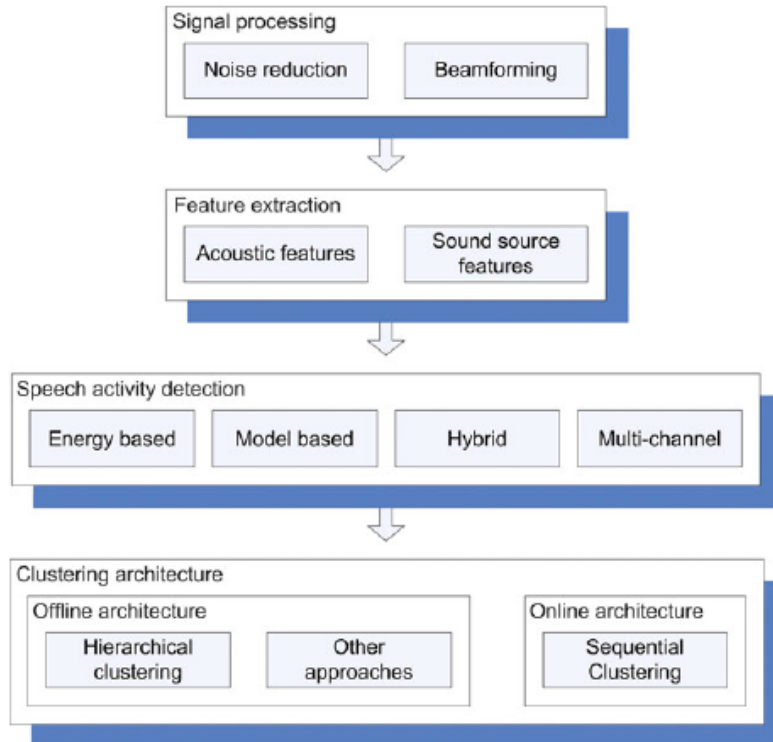 Signal processing
Noise reduction
Beamforming
Feature extraction
Acoustic features
Sound source
features
Speech activity detection
Energy based
Model based
Hybrid
Multi-channel
Clustering architecture
Offline architecture
Hierarchical
clustering
Other
approaches
Online architecture
Sequential
Clustering